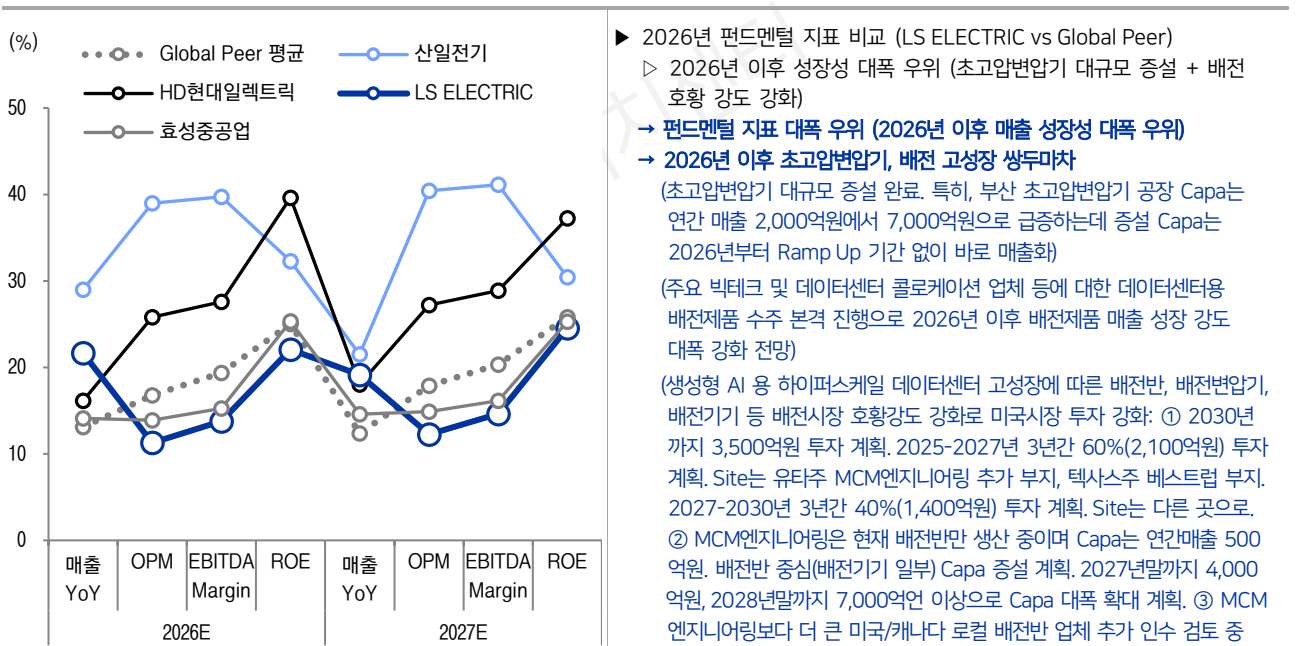 (%)
Global Peer 평균
산일전기
HD현대일렉트릭
LS ELECTRIC
효성중공업
50
40
30
20
10
0
매출 YoY
OPM
EBITDA Margin
ROE
매출 YoY
OPM
EBITDA Margin
ROE
2026E
2027E
▶ 2026년 펀드멘털 지표 비교 (LS ELECTRIC vs Global Peer)
▷ 2026년 이후 성장성 대폭 우위 (초고압변압기 대규모 증설 + 배전
호황 강도 강화)
→ 펀드멘털 지표 대폭 우위 (2026년 이후 매출 성장성 대폭 우위)
→ 2026년 이후 초고압변압기, 배전 고성장 쌍두마차
(초고압변압기 대규모 증설 완료. 특히, 부산 초고압변압기 공장 Capa는
연간 매출 2,000억원에서 7,000억원으로 급증하는데 증설 Capa는
2026년부터 Ramp Up 기간 없이 바로 매출화)
(주요 빅테크 및 데이터센터 콜로케이션 업체 등에 대한 데이터센터용
배전제품 수주 본격 진행으로 2026년 이후 배전제품 매출 성장 강도
대폭 강화 전망)
(생성형 AI 용 하이퍼스케일 데이터센터 고성장에 따른 배전반, 배전변압기,
배전기기 등 배전시장 호황강도 강화로 미국시장 투자 강화: ① 2030년
까지 3,500억원 투자 계획. 2025-2027년 3년간 60%(2,100억원) 투자
계획. Site는 유타주 MCM엔지니어링 추가 부지, 텍사스주 베스트럽 부지.
2027-2030년 3년간 40%(1,400억원) 투자 계획. Site는 다른 곳으로.
② MCM엔지니어링은 현재 배전반만 생산 중이며 Capa는 연간매출 500
억원. 배전반 중심(배전기기 일부) Capa 증설 계획. 2027년말까지 4,000
억원, 2028년말까지 7,000억언 이상으로 Capa 대폭 확대 계획. ③ MCM
엔지니어링보다 더 큰 미국/캐나다 로컬 배전반 업체 추가 인수 검토 중